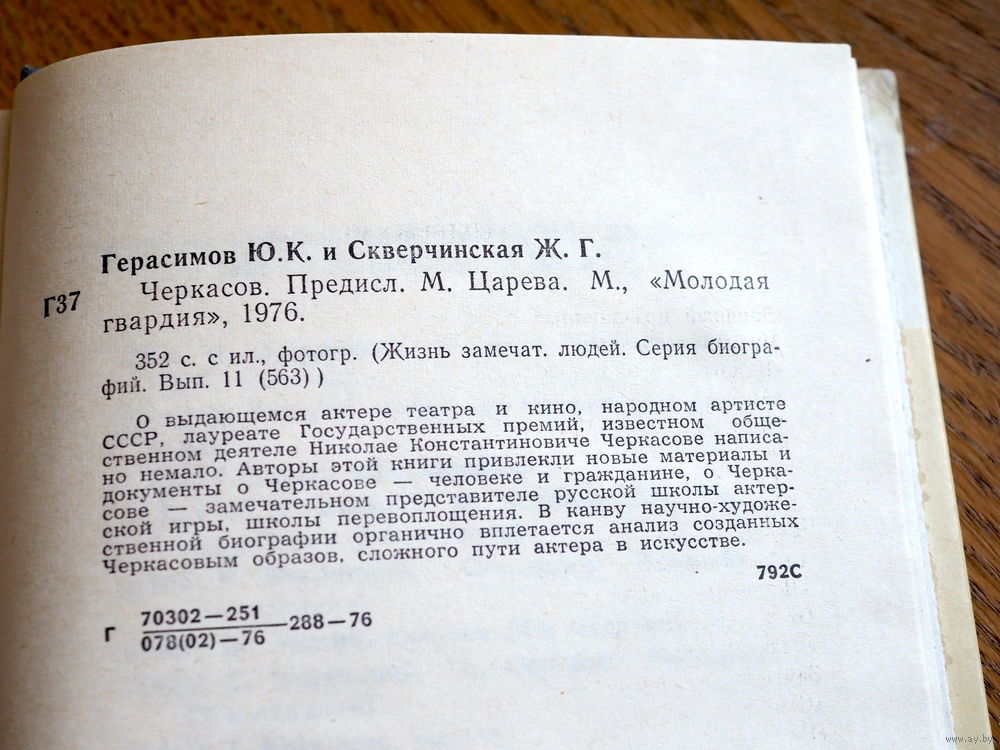 Герасимов Ю.К. и Скверчинская Ж. Г.
Г37
Черкасов. Предисл. М. Царева. М., «Молодая
гвардия», 1976.
352 с. с ил., фотогр. (Жизнь замечат. людей. Серия биогра-
фий. Вып. 11 (563) )
О выдающемся актере театра и кино, народном артисте
СССР, лауреате Государственных премий, известном обще-
ственном деятеле Николае Константиновиче Черкасове написа-
но немало. Авторы этой книги привлекли новые материалы и
документы о Черкасове — человеке и гражданине, о Черка-
сове — замечательном представителе русской школы актер-
ской игры, школы перевоплощения. В канву научно-художе-
ственной биографии органично вплетается анализ созданных
Черкасовым образов, сложного пути актера в искусстве.
792С
Г 70302—251
078(02)—76 —288—76
www.ay.by